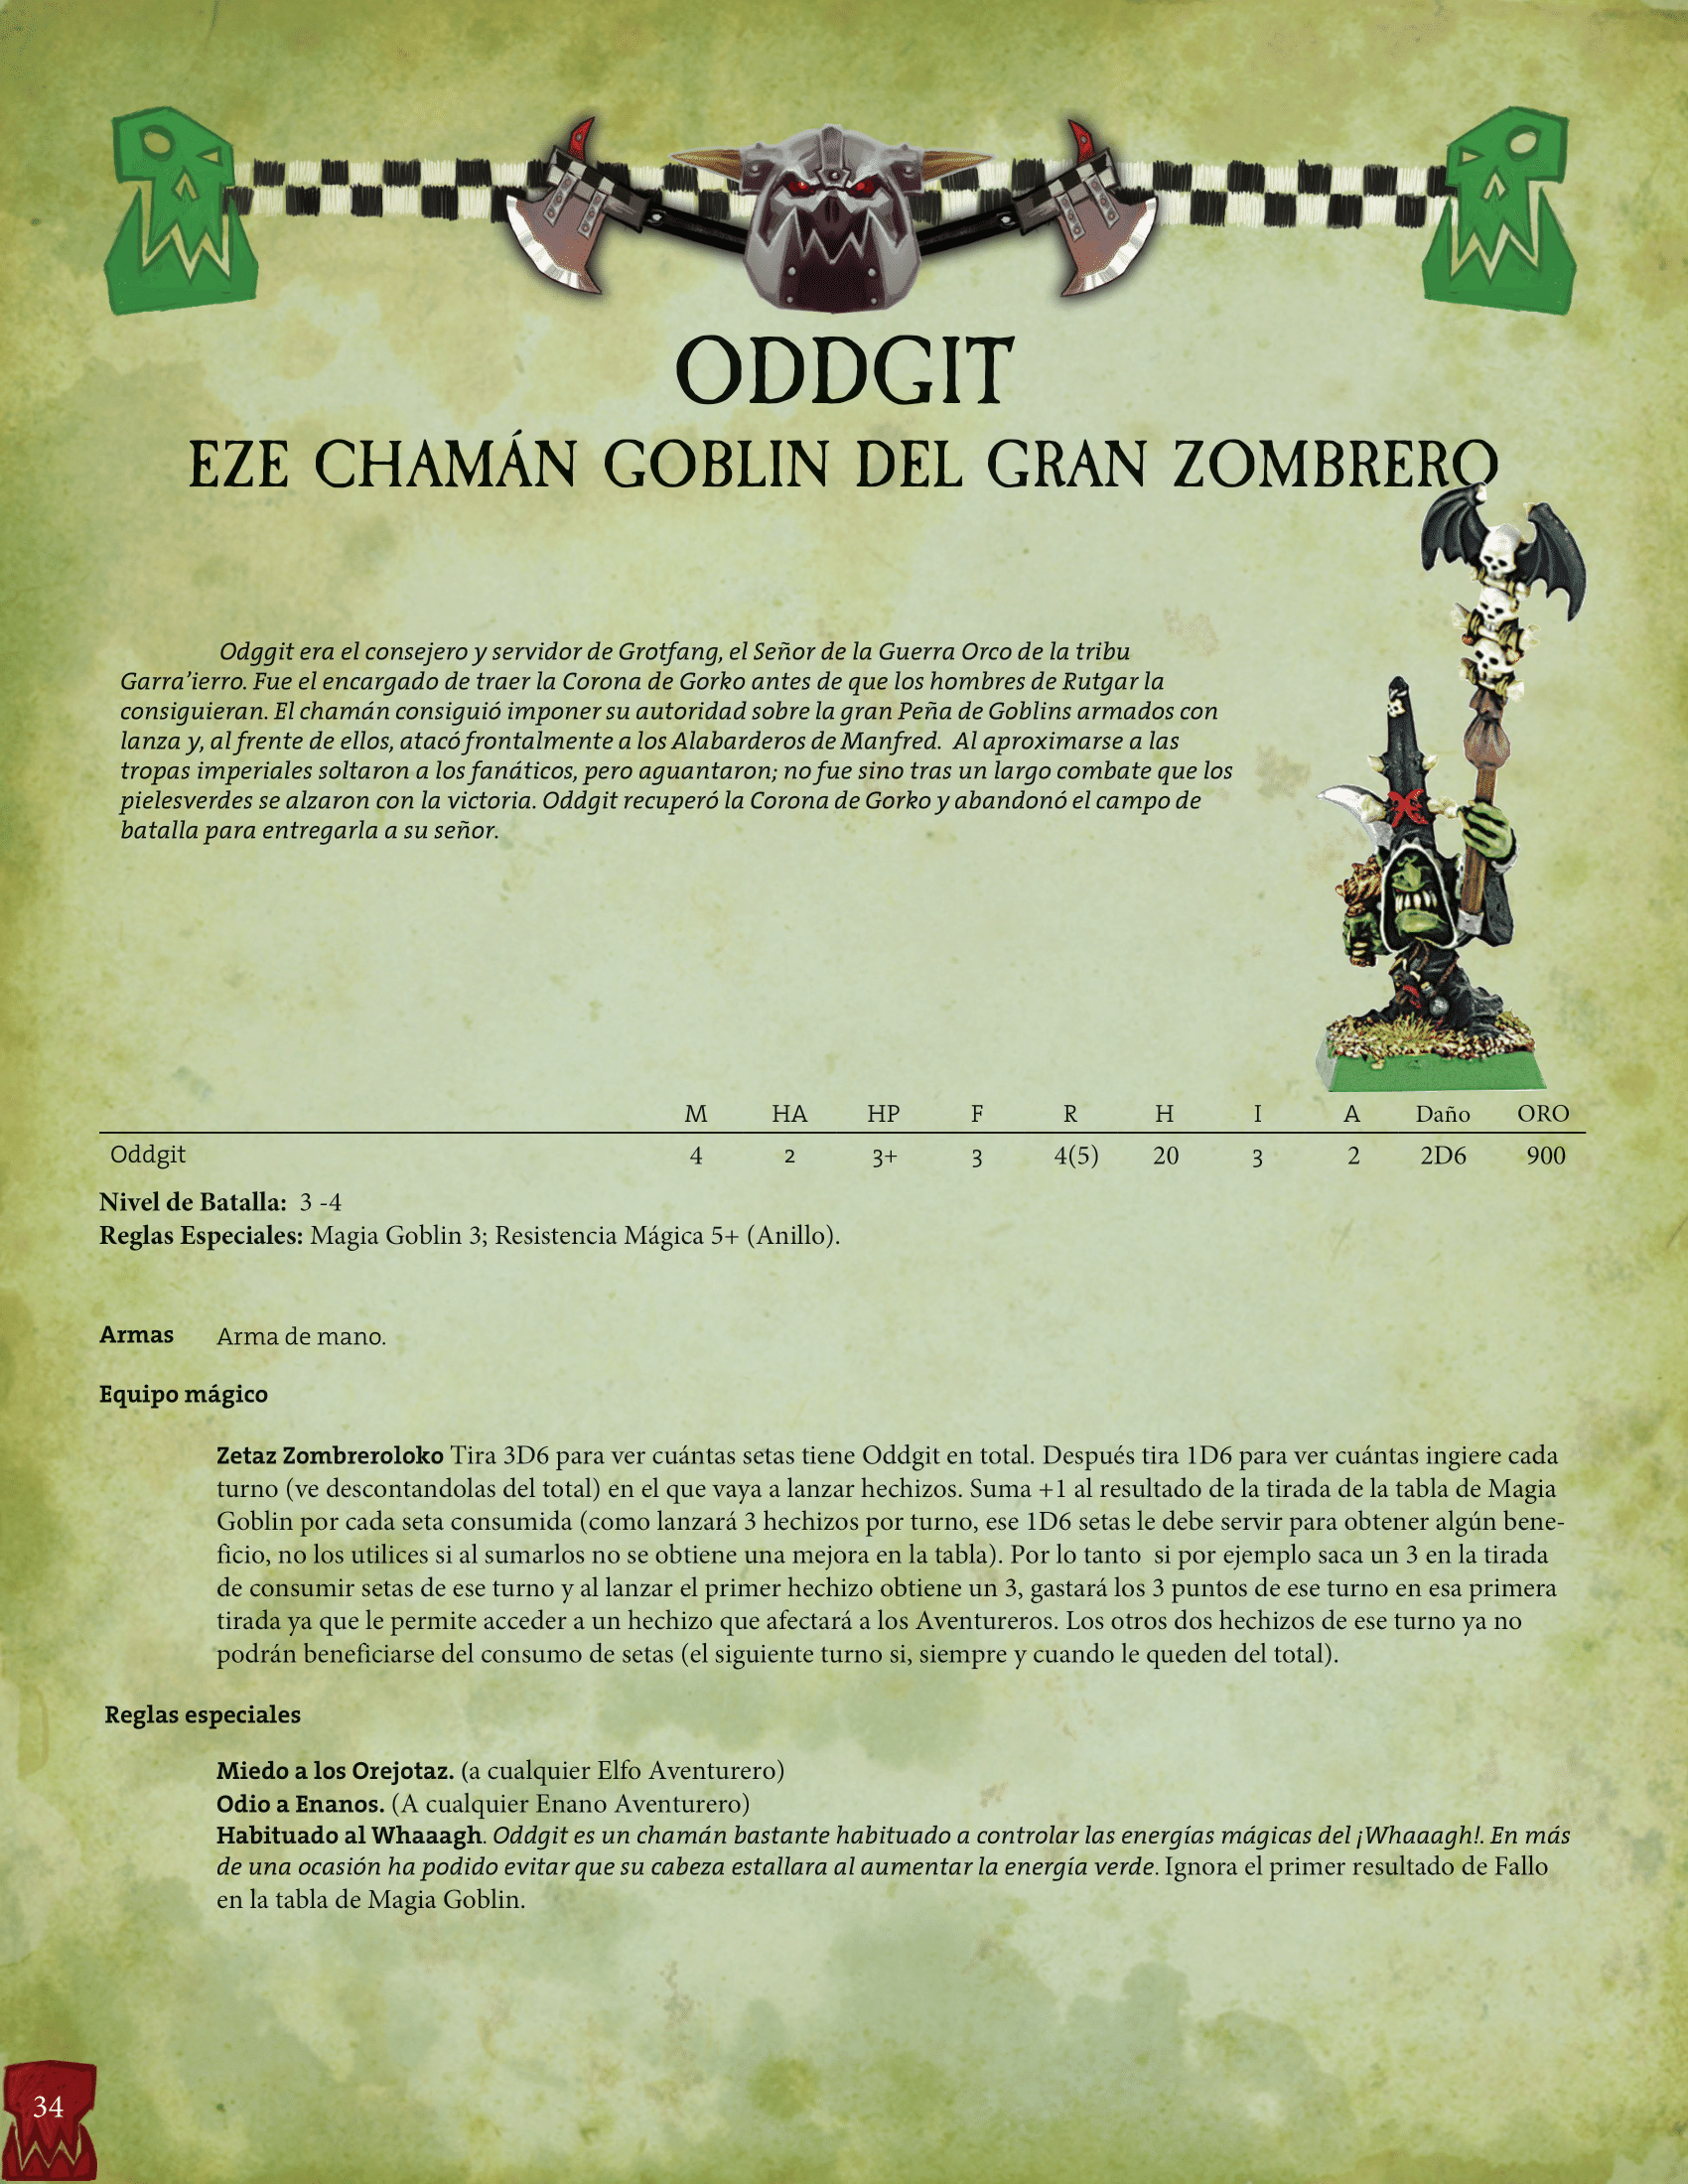 ODDGIT
EZE CHAMÁN GOBLIN DEL GRAN ZOMBRERO
Odggit era el consejero y servidor de Grotfang, el Señor de la Guerra Orco de la tribu
Garra'ierro. Fue el encargado de traer la Corona de Gorko antes de que los hombres de Rutgar la
consiguieran. El chamán consiguió imponer su autoridad sobre la gran Peña de Goblins armados con
lanza y, al frente de ellos, atacó frontalmente a los Alabarderos de Manfred. Al aproximarse a las
tropas imperiales soltaron a los fanáticos, pero aguantaron; no fue sino tras un largo combate que los
pielesverdes se alzaron con la victoria. Oddgit recuperó la Corona de Gorko y abandonó el campo de
batalla para entregarla a su señor.
M HA HP F R H I A Daño ORO
Oddgit 4 2 3+ 3 4(5) 20 3 2 2D6 900
Nivel de Batalla: 3 -4
Reglas Especiales: Magia Goblin 3; Resistencia Mágica 5+ (Anillo).
Armas Arma de mano.
Equipo mágico
Zetaz Zombreroloko Tira 3D6 para ver cuántas setas tiene Oddgit en total. Después tira 1D6 para ver cuántas ingiere cada
turno (ve descontandolas del total) en el que vaya a lanzar hechizos. Suma +1 al resultado de la tirada de la tabla de Magia
Goblin por cada seta consumida (como lanzará 3 hechizos por turno, ese 1D6 setas le debe servir para obtener algún bene-
ficio, no los utilices si al sumarlos no se obtiene una mejora en la tabla). Por lo tanto si por ejemplo saca un 3 en la tirada
de consumir setas de ese turno y al lanzar el primer hechizo obtiene un 3, gastará los 3 puntos de ese turno en esa primera
tirada ya que le permite acceder a un hechizo que afectará a los Aventureros. Los otros dos hechizos de ese turno ya no
podrán beneficiarse del consumo de setas (el siguiente turno si, siempre y cuando le queden del total).
Reglas especiales
Miedo a los Orejotaz. (a cualquier Elfo Aventurero)
Odio a Enanos. (A cualquier Enano Aventurero)
Habituado al Whaaagh. Oddgit es un chamán bastante habituado a controlar las energías mágicas del ¡Whaaagh!. En más
de una ocasión ha podido evitar que su cabeza estallara al aumentar la energía verde. Ignora el primer resultado de Fallo
en la tabla de Magia Goblin.
34